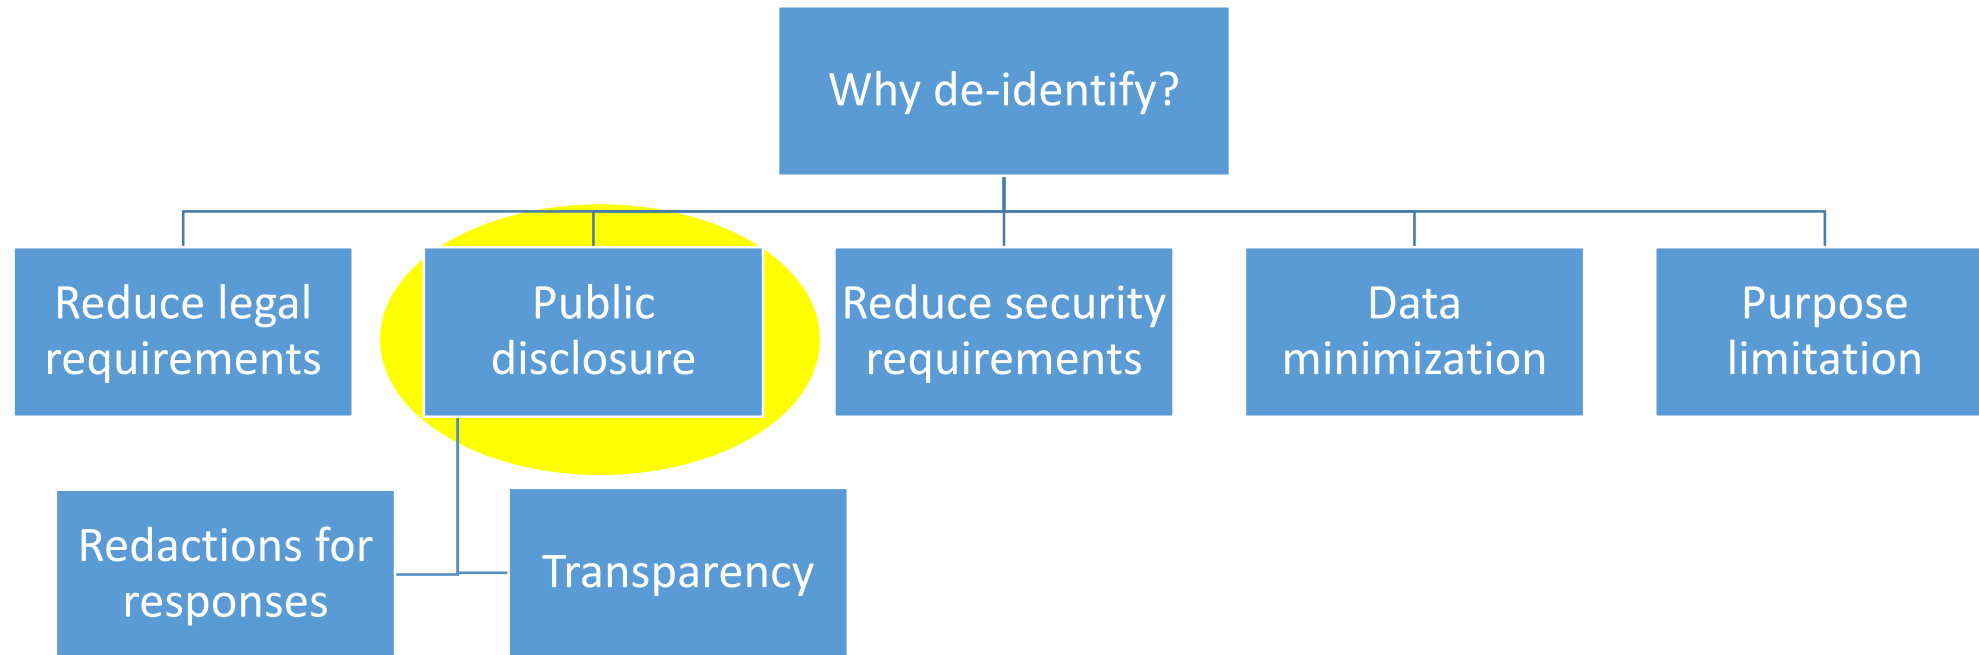 Why de-identify?
Reduce legal
requirements
Public
disclosure
Reduce security
requirements
Data
minimization
Purpose
limitation
Redactions for
responses
Transparency